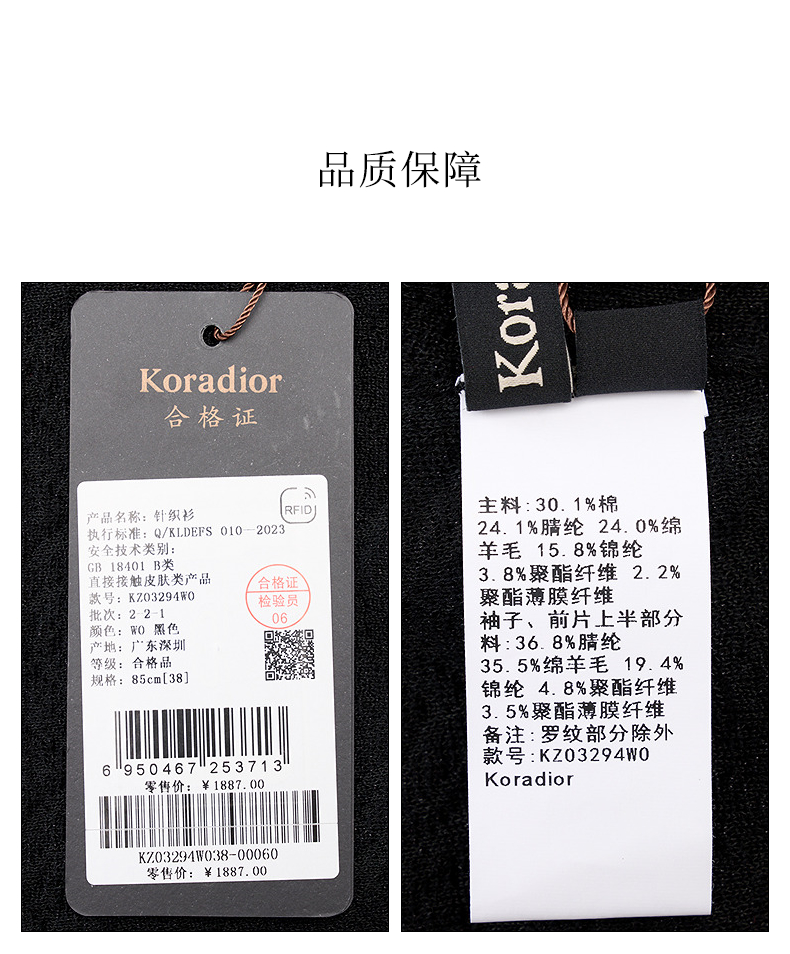 品质保障
Koradior
合格证
RFID
产品名称：针织衫
执行标准：Q/KLDEFS 010—2023
安全技术类别：
GB 18401 B类
直接接触皮肤类产品
款号：KZ03294W0
批次：2-2-1
颜色：W0 黑色
产地：广东深圳
等级：合格品
规格：85cm[38]
合格证
检验员
06
6 950467 253713
零售价：￥1887.00
KZ03294W038-00060
零售价：￥1887.00
Kora
主料:30.1%棉
24.1%腈纶 24.0%绵
羊毛 15.8%锦纶
3.8%聚酯纤维 2.2%
聚酯薄膜纤维
袖子、前片上半部分
料:36.8%腈纶
35.5%绵羊毛 19.4%
锦纶 4.8%聚酯纤维
3.5%聚酯薄膜纤维
备注:罗纹部分除外
款号:KZ03294W0
Koradior